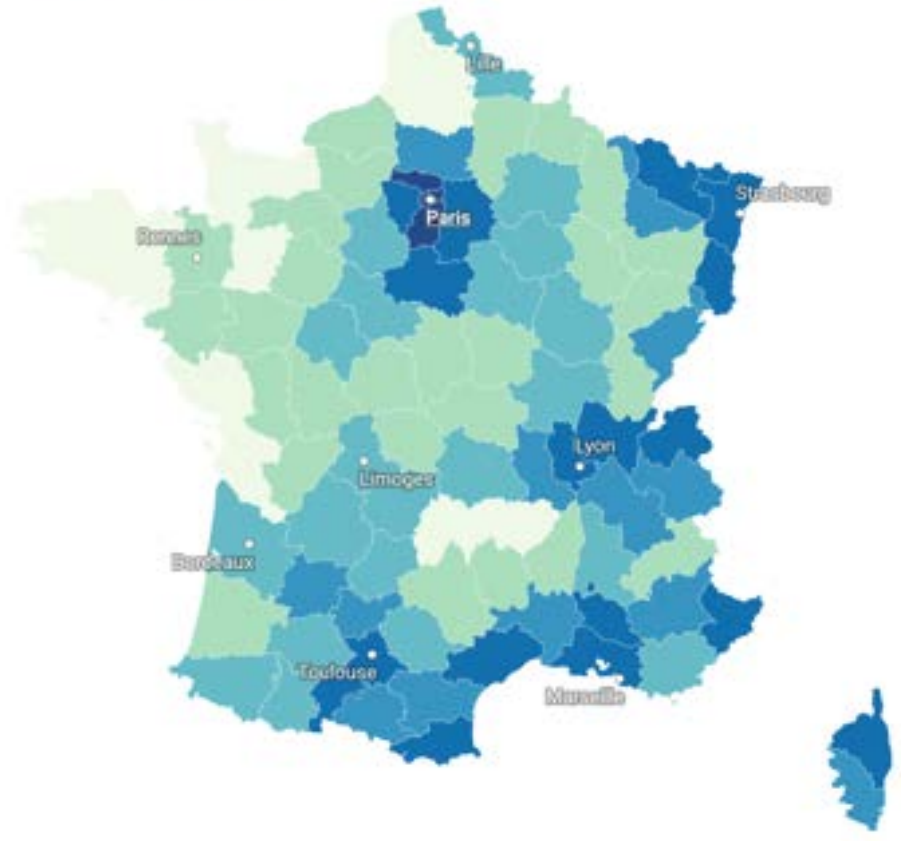 Lille
Strasbourg
Paris
Rennes
Lyon
Limoges
Bordeaux
Toulouse
Marseille